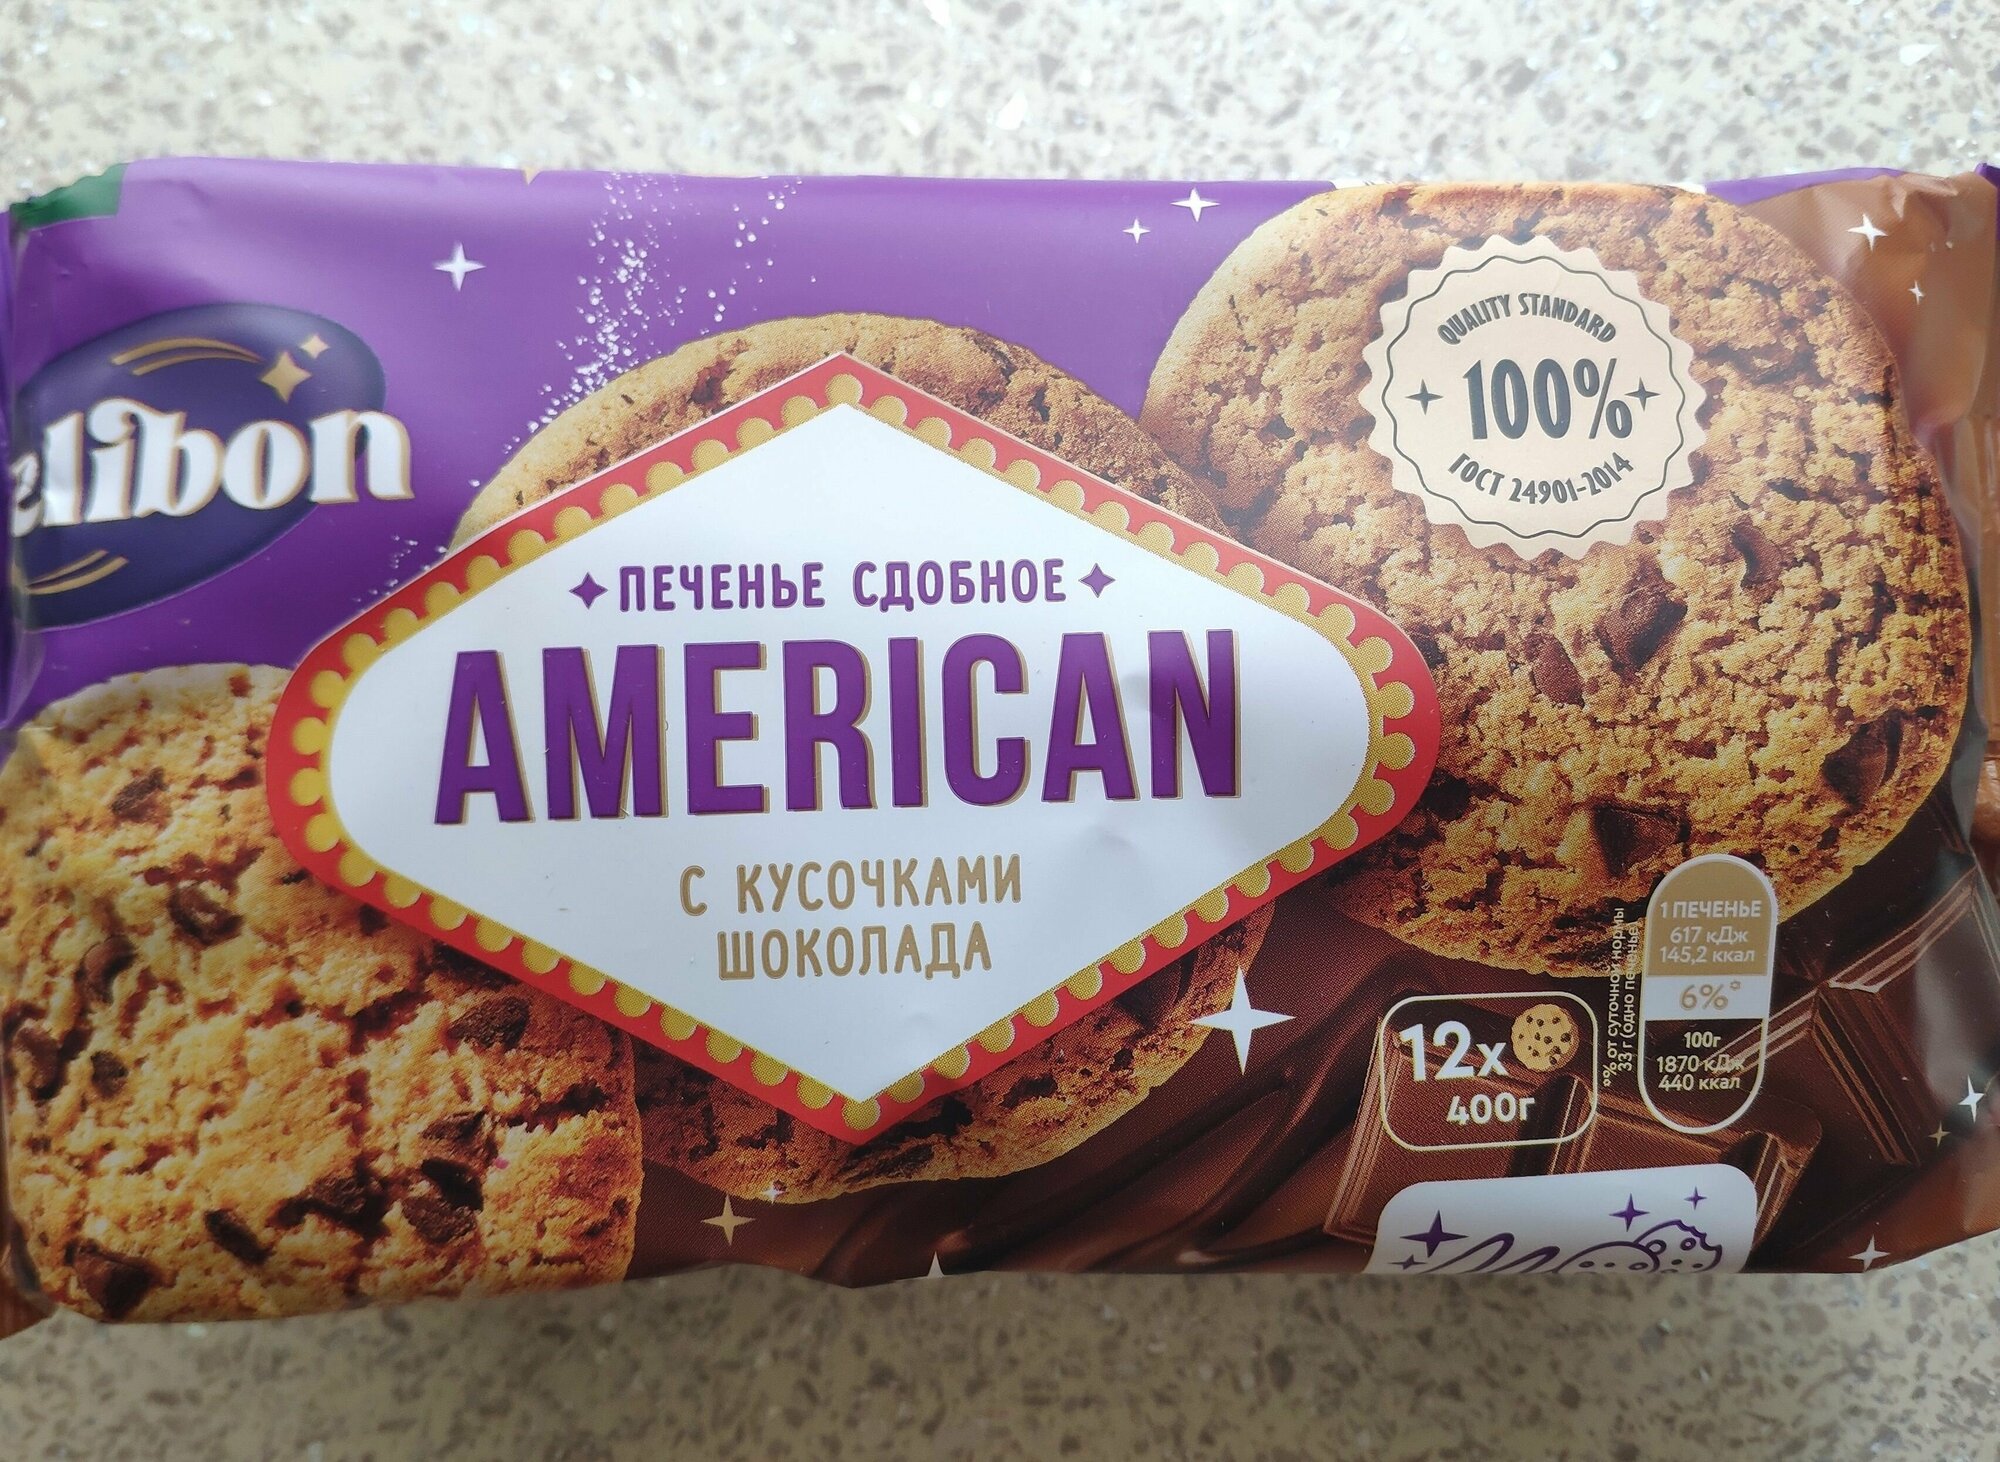 elibon
QUALITY STANDARD
100%
ГОСТ 24901-2014
ПЕЧЕНЬЕ СДОБНОЕ
AMERICAN
С КУСОЧКАМИ
ШОКОЛАДА
12x
400г
*% от суточной нормы
33 г (одно печенье)
1 ПЕЧЕНЬЕ
617 кДж
145,2 ккал
6%*
100г
1870 кДж
440 ккал